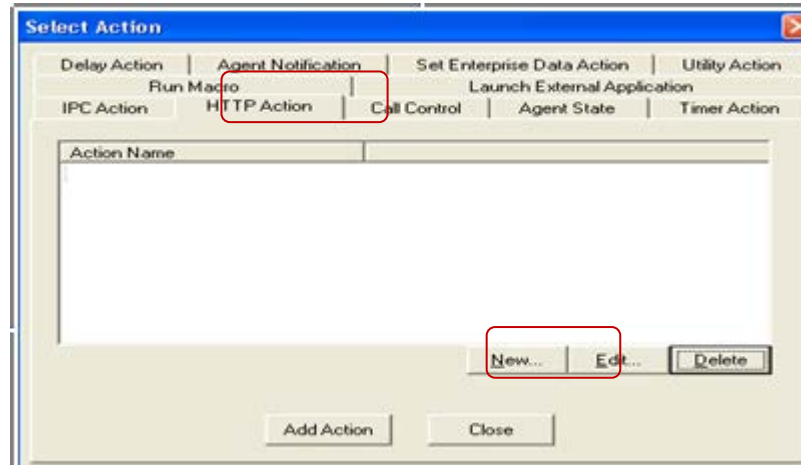 Select Action
Delay Action Agent Notification Set Enterprise Data Action Utility Action
Run Macro Launch External Application
IPC Action HTTP Action Call Control Agent State Timer Action
Action Name
New... Edit... Delete
Add Action Close